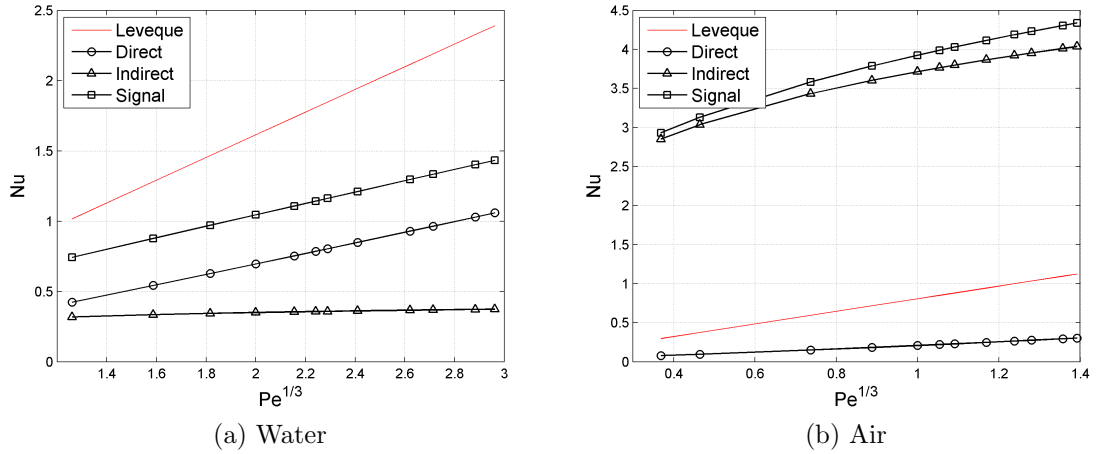 Leveque
Direct
Indirect
Signal
2.5
2
1.5
1
0.5
0
Nu
1.4
1.6
1.8
2
2.2
2.4
2.6
2.8
3
Pe^{1/3}
(a) Water
Leveque
Direct
Indirect
Signal
4.5
4
3.5
3
2.5
2
1.5
1
0.5
0
Nu
0.4
0.6
0.8
1
1.2
1.4
Pe^{1/3}
(b) Air